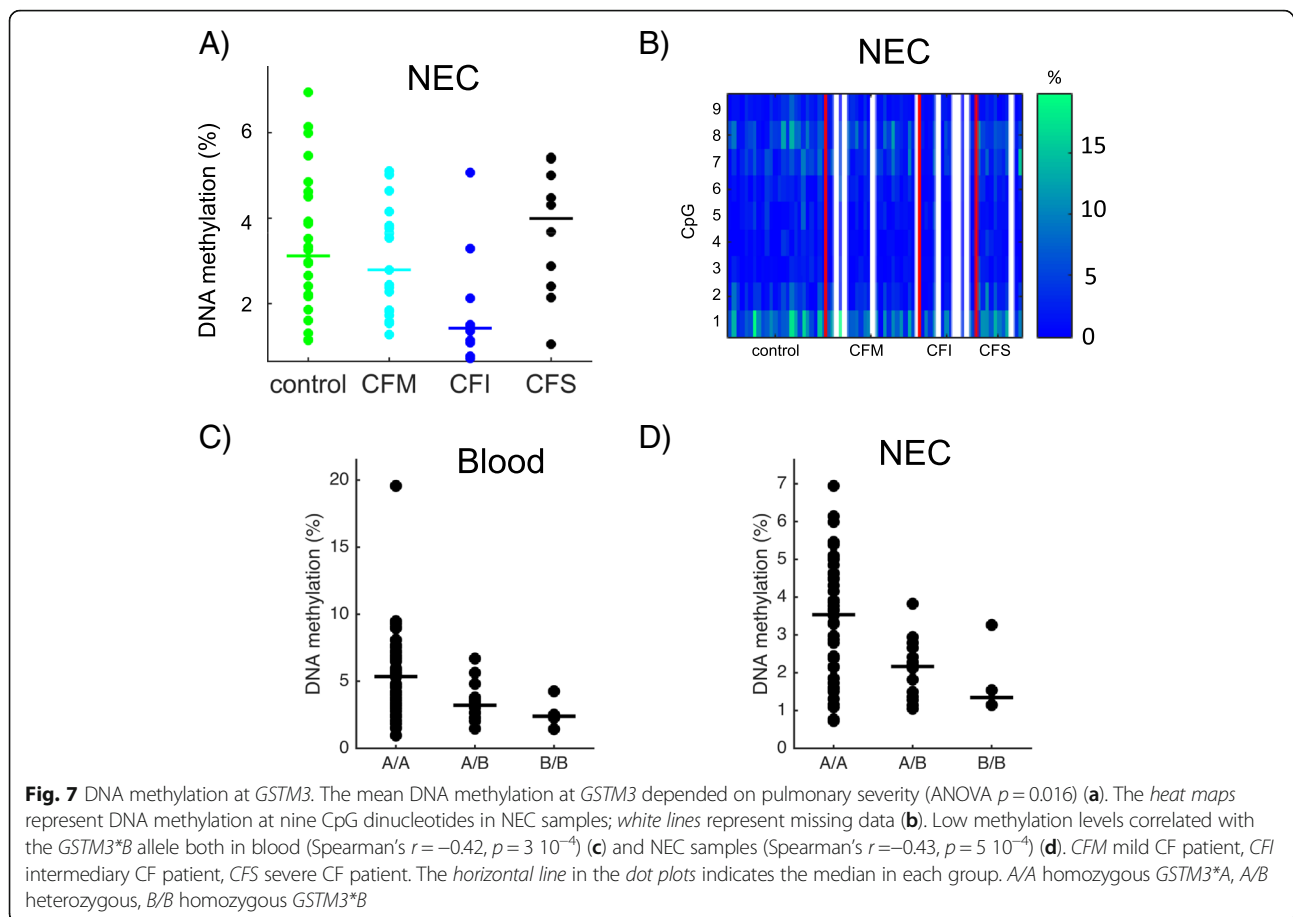 A)
NEC
DNA methylation (%)
6
4
2
control CFM CFI CFS
B)
NEC
%
CpG
9
8
7
6
5
4
3
2
1
control CFM CFI CFS
15
10
5
0
C)
Blood
DNA methylation (%)
20
15
10
5
0
A/A A/B B/B
D)
NEC
DNA methylation (%)
7
6
5
4
3
2
1
0
A/A A/B B/B
Fig. 7 DNA methylation at GSTM3. The mean DNA methylation at GSTM3 depended on pulmonary severity (ANOVA p = 0.016) (a). The heat maps
represent DNA methylation at nine CpG dinucleotides in NEC samples; white lines represent missing data (b). Low methylation levels correlated with
the GSTM3*B allele both in blood (Spearman's r = −0.42, p = 3 10⁻⁴) (c) and NEC samples (Spearman's r =−0.43, p = 5 10⁻⁴) (d). CFM mild CF patient, CFI
intermediary CF patient, CFS severe CF patient. The horizontal line in the dot plots indicates the median in each group. A/A homozygous GSTM3*A, A/B
heterozygous, B/B homozygous GSTM3*B